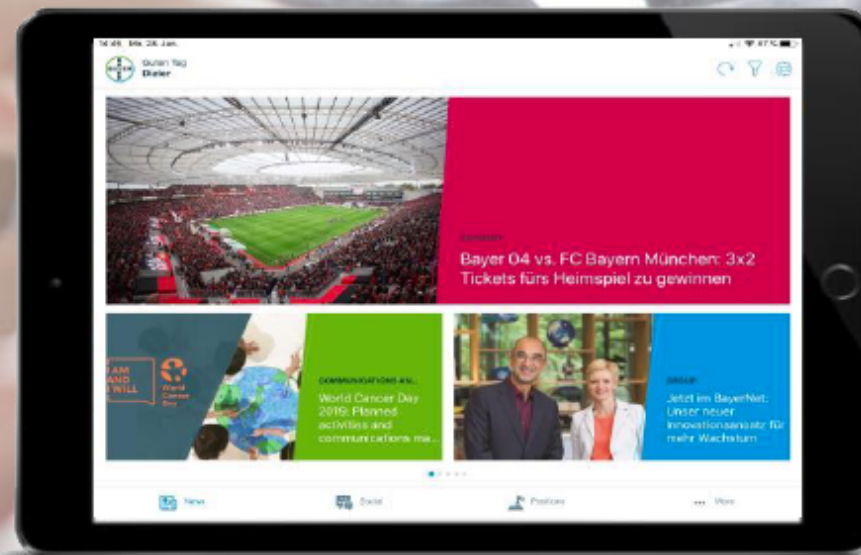 Guten Tag
Dieter
Bayer 04 vs. FC Bayern München: 3x2
Tickets fürs Heimspiel zu gewinnen
I AM
AND
I WILL
World
Cancer
Day
COMMUNICATIONS AN...
World Cancer Day
2019: Planned
activities and
communications ma...
GROUP
Jetzt im BayerNet:
Unser neuer
Innovationsansatz für
mehr Wachstum
News
Social
Positions
More